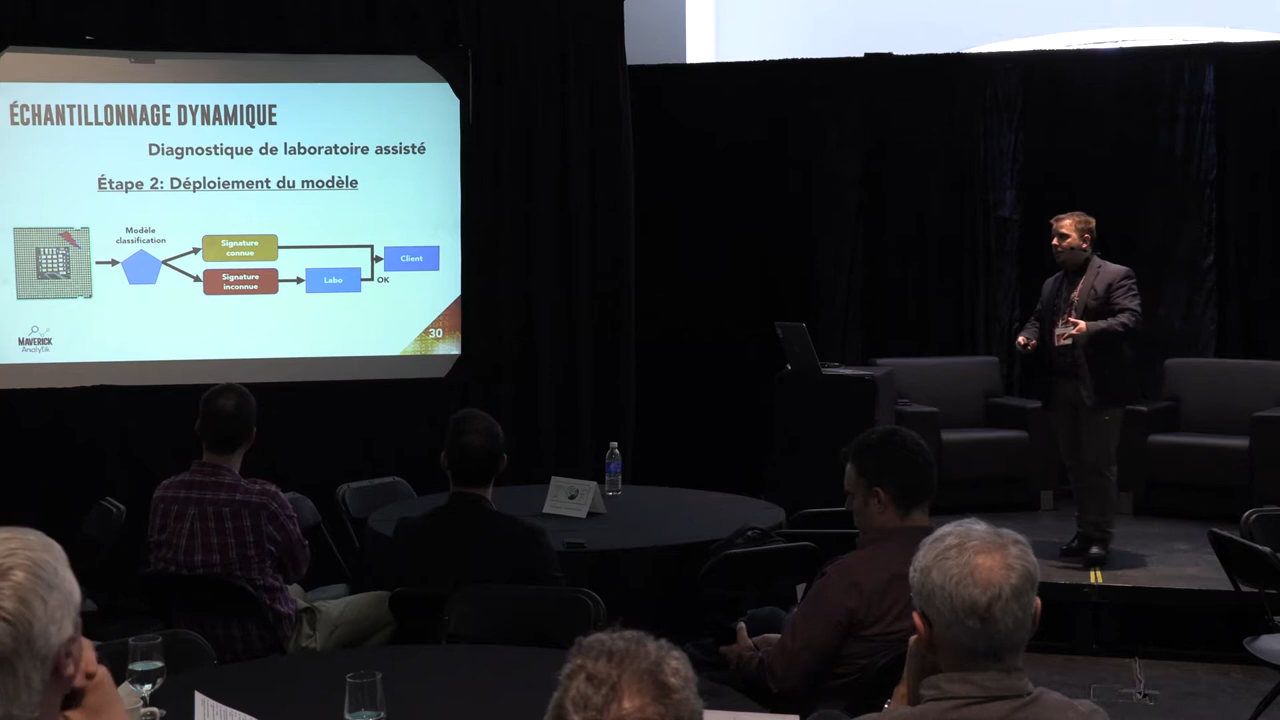 ÉCHANTILLONNAGE DYNAMIQUE
Diagnostique de laboratoire assisté
Étape 2: Déploiement du modèle
Modèle
classification
Signature
connue
Signature
inconnue
Labo
OK
Client
MAVERICK
Analytik
30